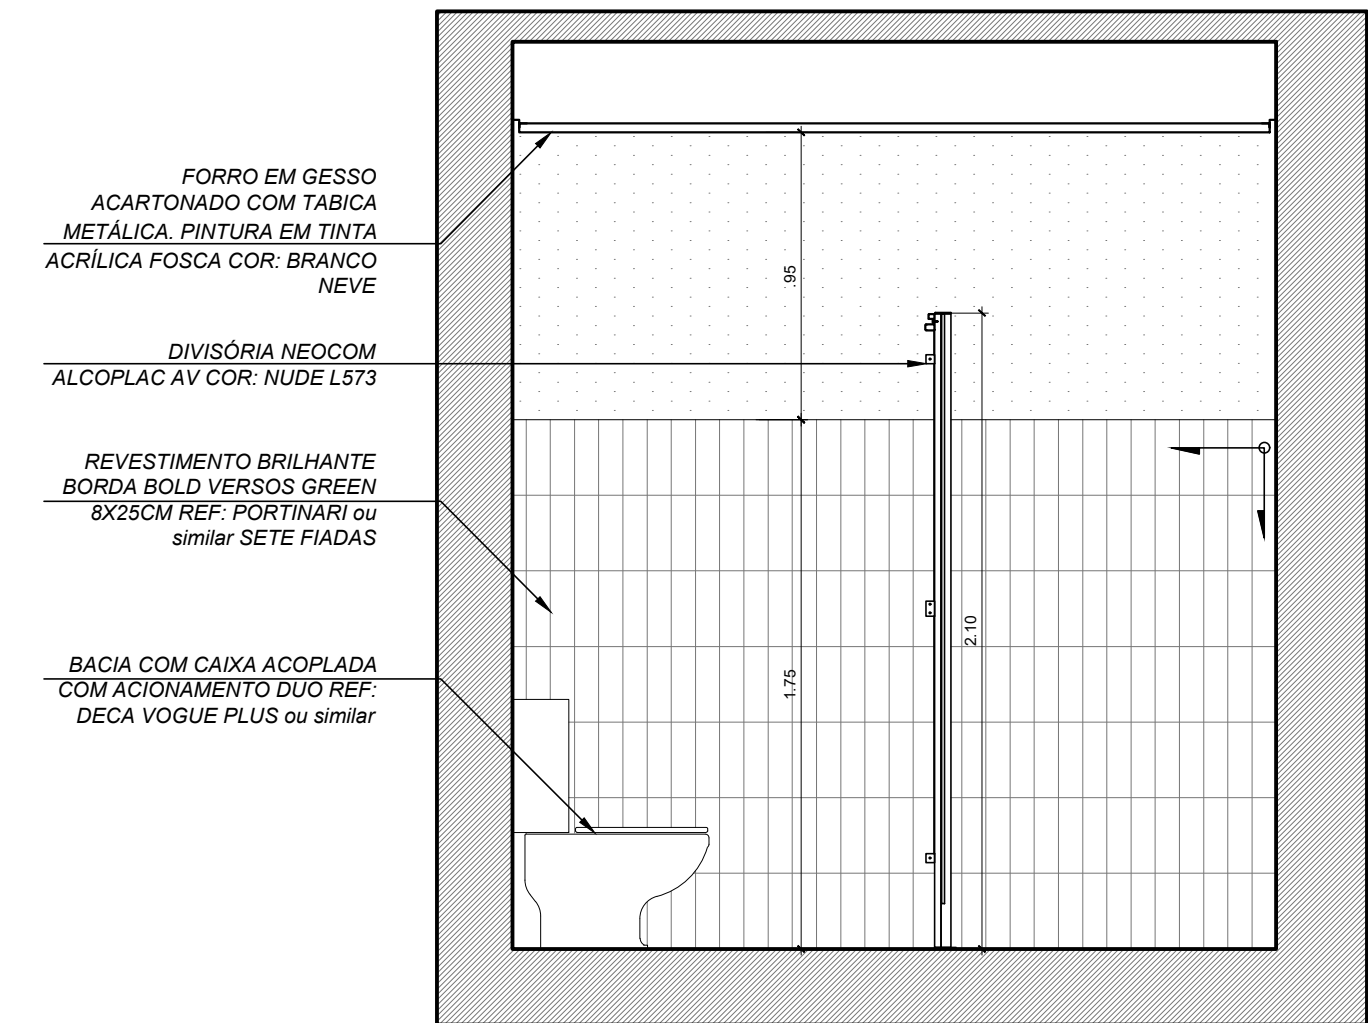 FORRO EM GESSO
ACARTONADO COM TABICA
METÁLICA. PINTURA EM TINTA
ACRÍLICA FOSCA COR: BRANCO
NEVE
.95
DIVISÓRIA NEOCOM
ALCOPLAC AV COR: NUDE L573
REVESTIMENTO BRILHANTE
BORDA BOLD VERSOS GREEN
8X25CM REF: PORTINARI ou
similar SETE FIADAS
2.10
1.75
BACIA COM CAIXA ACOPLADA
COM ACIONAMENTO DUO REF:
DECA VOGUE PLUS ou similar